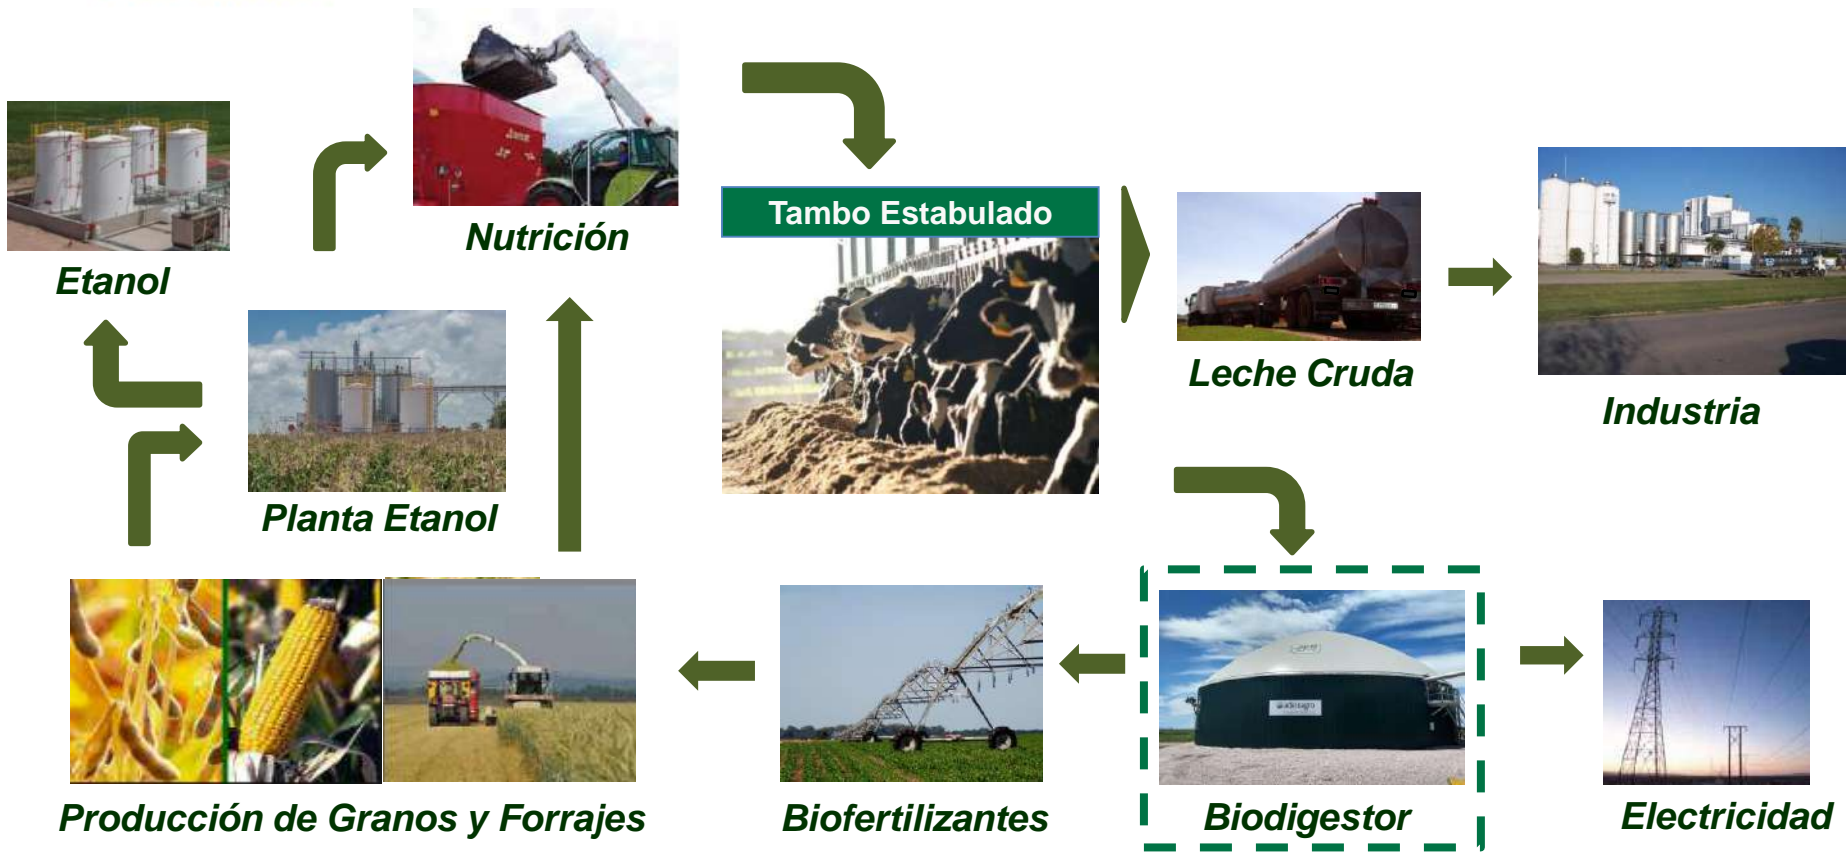 Tambo Estabulado
Nutrición
Etanol
Leche Cruda
Industria
Planta Etanol
Producción de Granos y Forrajes
Biofertilizantes
Biodigestor
Electricidad